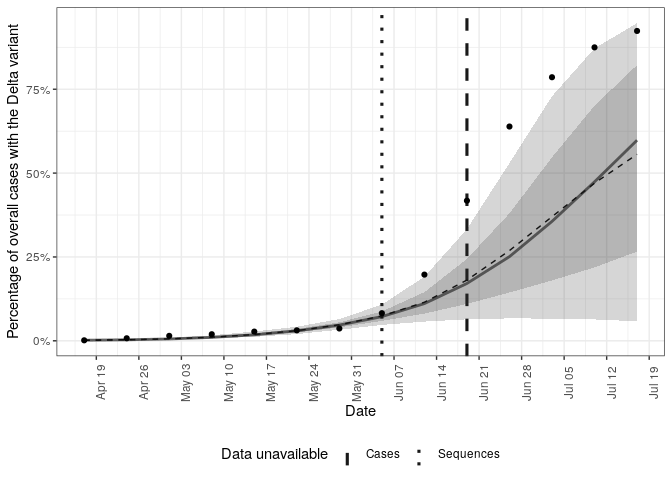 Percentage of overall cases with the Delta variant
75%
50%
25%
0%
Apr 19
Apr 26
May 03
May 10
May 17
May 24
May 31
Jun 07
Jun 14
Jun 21
Jun 28
Jul 05
Jul 12
Jul 19
Date
Data unavailable Cases Sequences